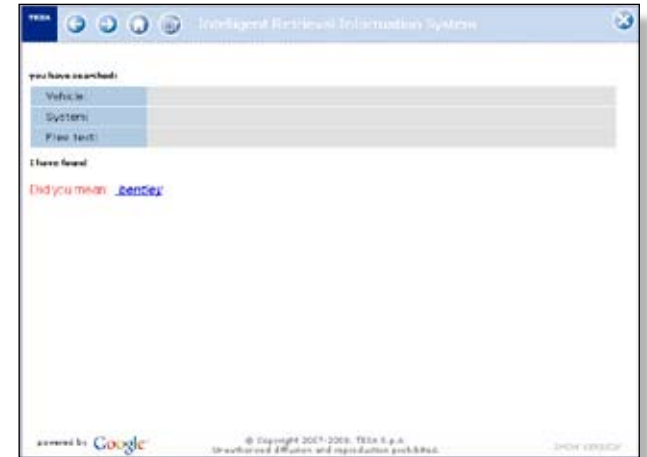 TEXA Intelligent Retrieval Information System
you have searched:
Vehicle:
System:
Free text:
I have found
Did you mean: bentley
powered by Google
© Copyright 2007-2008, TEXA S.p.A.
Unauthorized diffusion and reproduction prohibited.